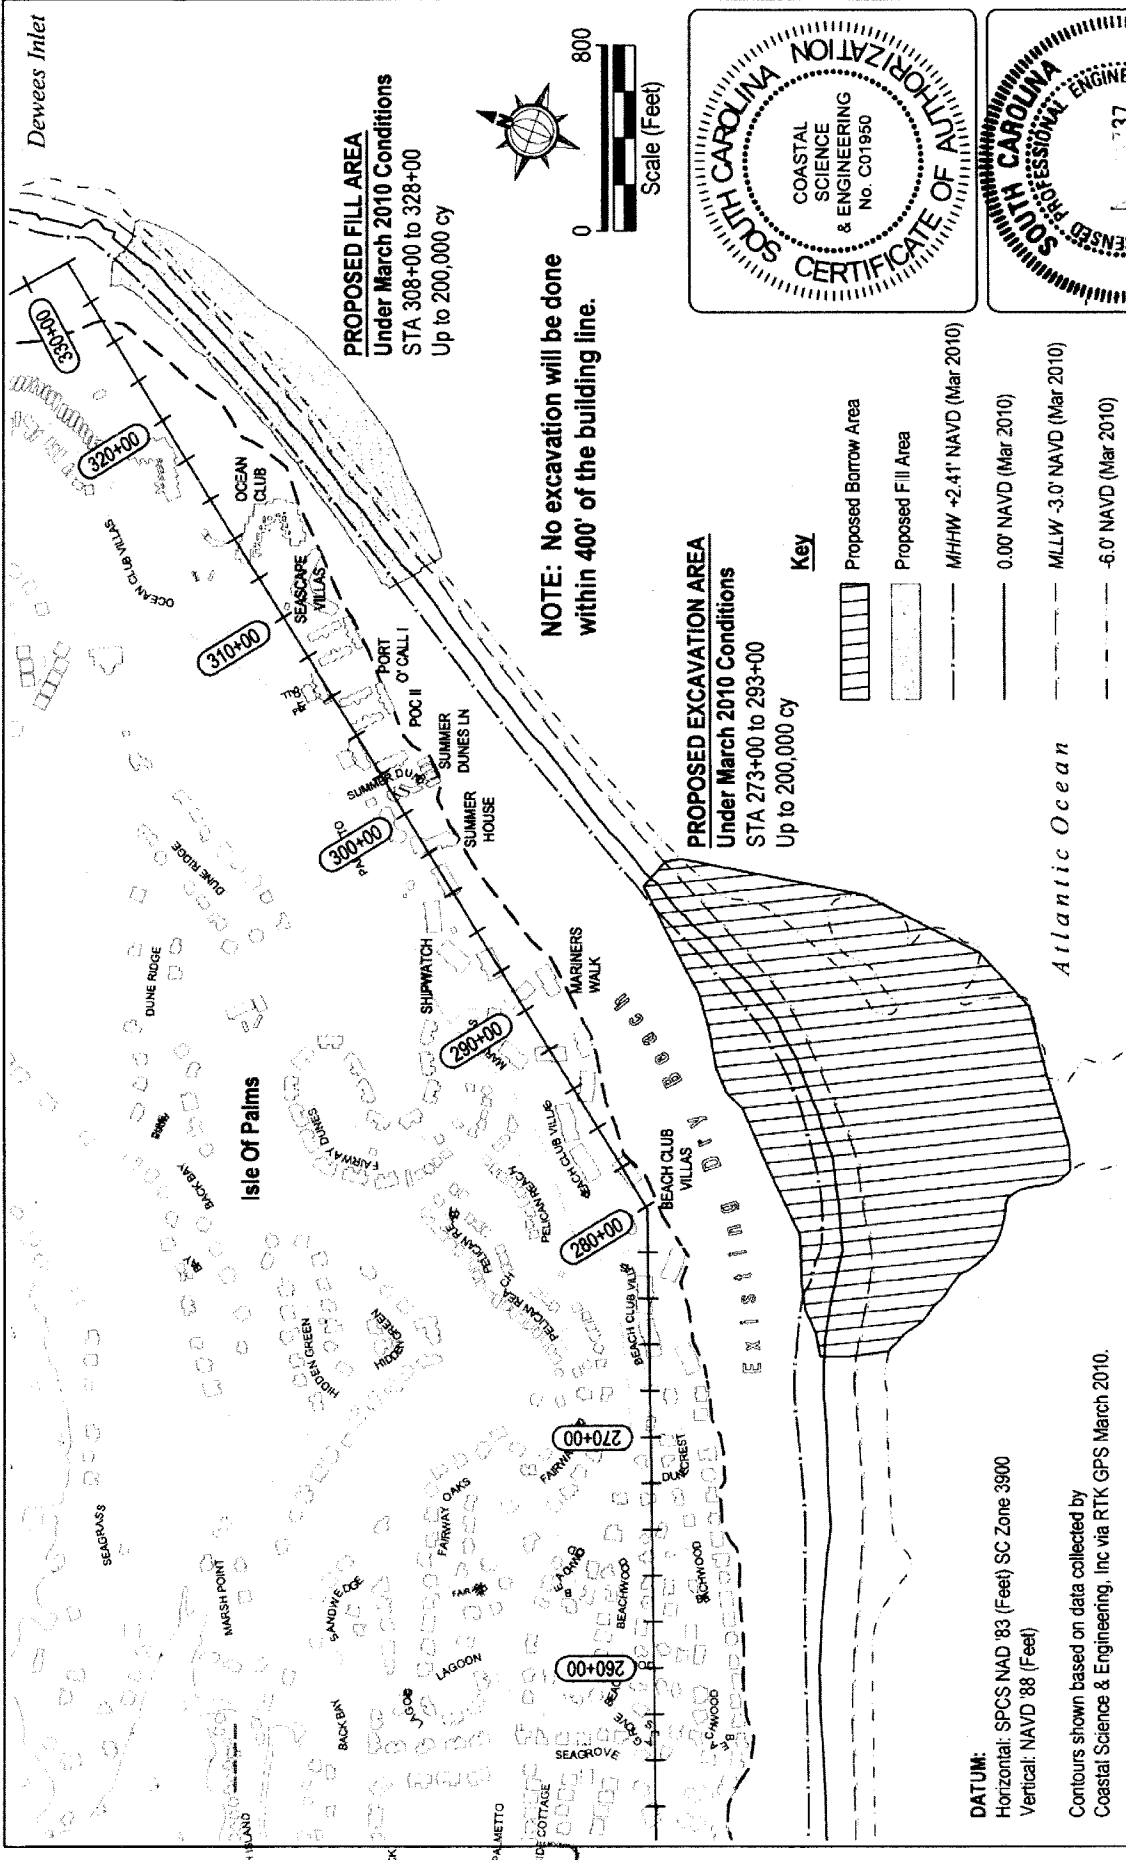 Dewees Inlet
PROPOSED FILL AREA
Under March 2010 Conditions
STA 308+00 to 328+00
Up to 200,000 cy
0
800
Scale (Feet)
NOTE: No excavation will be done
within 400' of the building line.
SOUTH CAROLINA
CERTIFICATE OF AUTHORIZATION
COASTAL
SCIENCE
& ENGINEERING
No. C01950
SOUTH CAROLINA
PROFESSIONAL
PROPOSED EXCAVATION AREA
Under March 2010 Conditions
STA 273+00 to 293+00
Up to 200,000 cy
Key
Proposed Borrow Area
Proposed Fill Area
MHHW +2.41' NAVD (Mar 2010)
0.00' NAVD (Mar 2010)
MLLW -3.0' NAVD (Mar 2010)
-6.0' NAVD (Mar 2010)
Atlantic Ocean
Isle Of Palms
330+00
320+00
310+00
300+00
290+00
280+00
270+00
260+00
OCEAN
CLUB
OCEAN CLUB VILLAS
SEASCAPE
VILLAS
PORT
O' CALL I
POC II
SUMMER
DUNES LN
SUMMER
HOUSE
SHIPWATCH
MARINERS
WALK
BEACH CLUB
VILLAS
Existing Dry Beach
DUNE RIDGE
DUNE RIDGE
BACK BAY
FAIRWAY DUNES
PELICAN REACH
PELICAN REACH
HIDDEN GREEN
HIDDEN GREEN
SEAGRASS
MARSH POINT
SANDWEDGE
FAIRWAY OAKS
LAGOON
BACK BAY
BEACHWOOD
SEAGROVE
PALMETTO
COTTAGE
ISLAND
DATUM:
Horizontal: SPCS NAD '83 (Feet) SC Zone 3900
Vertical: NAVD '88 (Feet)
Contours shown based on data collected by
Coastal Science & Engineering, Inc via RTK GPS March 2010.